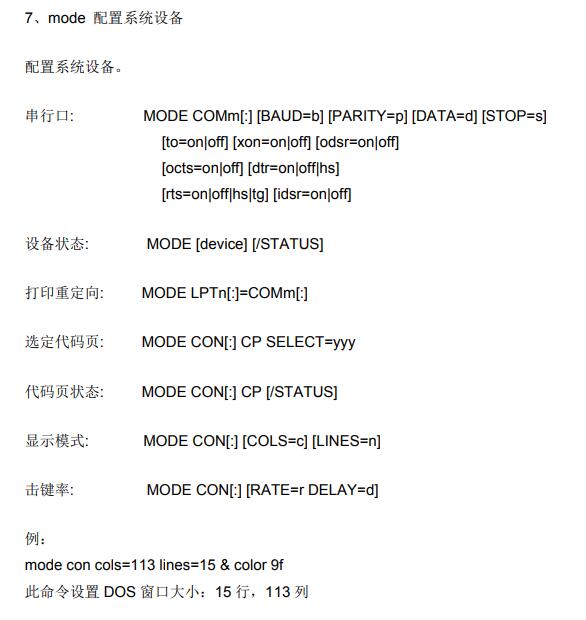 7、mode 配置系统设备
配置系统设备。
串行口: MODE COMm[:] [BAUD=b] [PARITY=p] [DATA=d] [STOP=s]
[to=on|off] [xon=on|off] [odsr=on|off]
[octs=on|off] [dtr=on|off|hs]
[rts=on|off|hs|tg] [idsr=on|off]
设备状态: MODE [device] [/STATUS]
打印重定向: MODE LPTn[:]=COMm[:]
选定代码页: MODE CON[:] CP SELECT=yyy
代码页状态: MODE CON[:] CP [/STATUS]
显示模式: MODE CON[:] [COLS=c] [LINES=n]
击键率: MODE CON[:] [RATE=r DELAY=d]
例：
mode con cols=113 lines=15 & color 9f
此命令设置 DOS 窗口大小：15 行，113 列